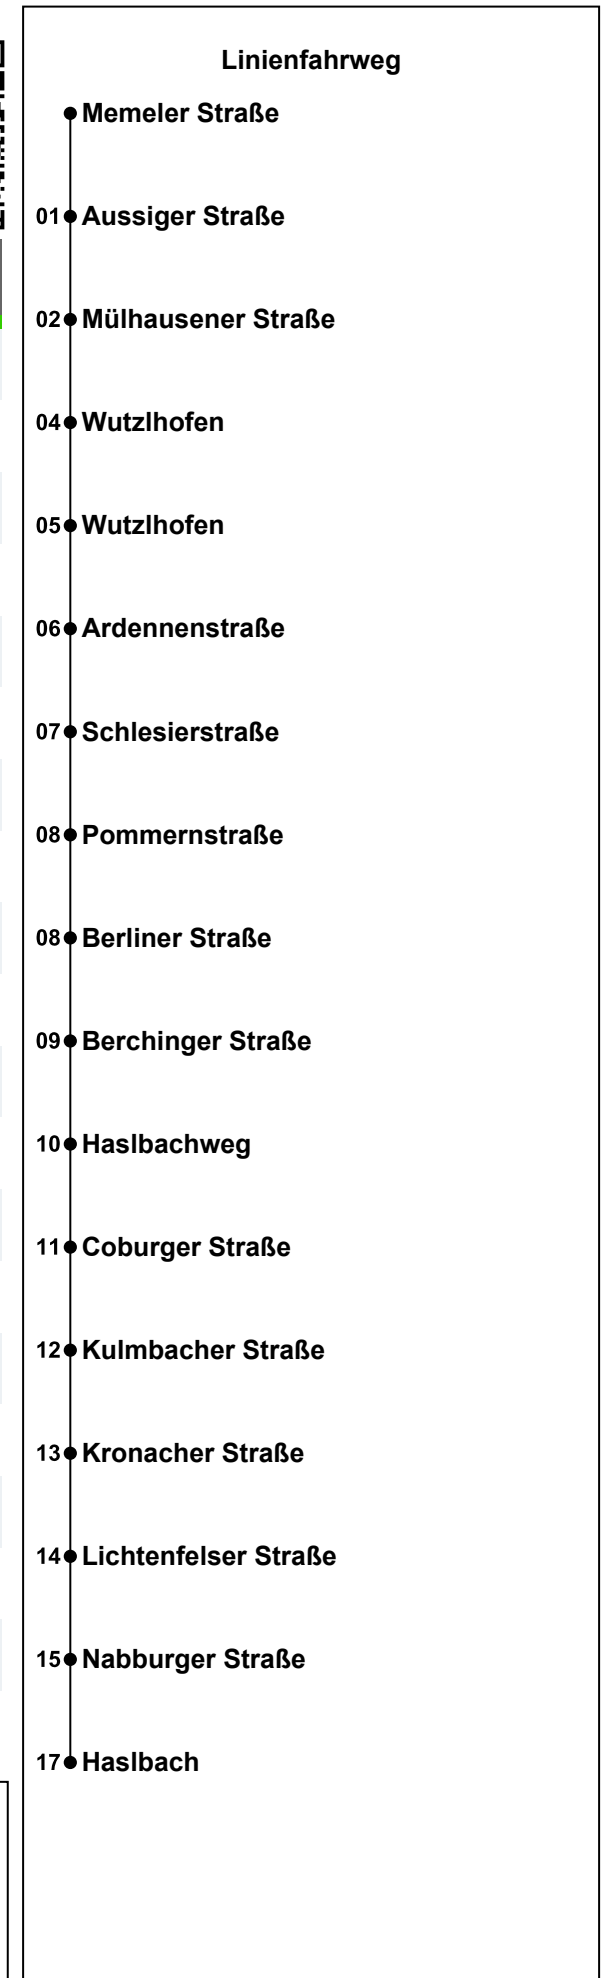 Linienfahrweg
Memeler Straße
01 Aussiger Straße
02 Mülhausener Straße
04 Wutzlhofen
05 Wutzlhofen
06 Ardennenstraße
07 Schlesierstraße
08 Pommernstraße
08 Berliner Straße
09 Berchinger Straße
10 Haslbachweg
11 Coburger Straße
12 Kulmbacher Straße
13 Kronacher Straße
14 Lichtenfelser Straße
15 Nabburger Straße
17 Haslbach